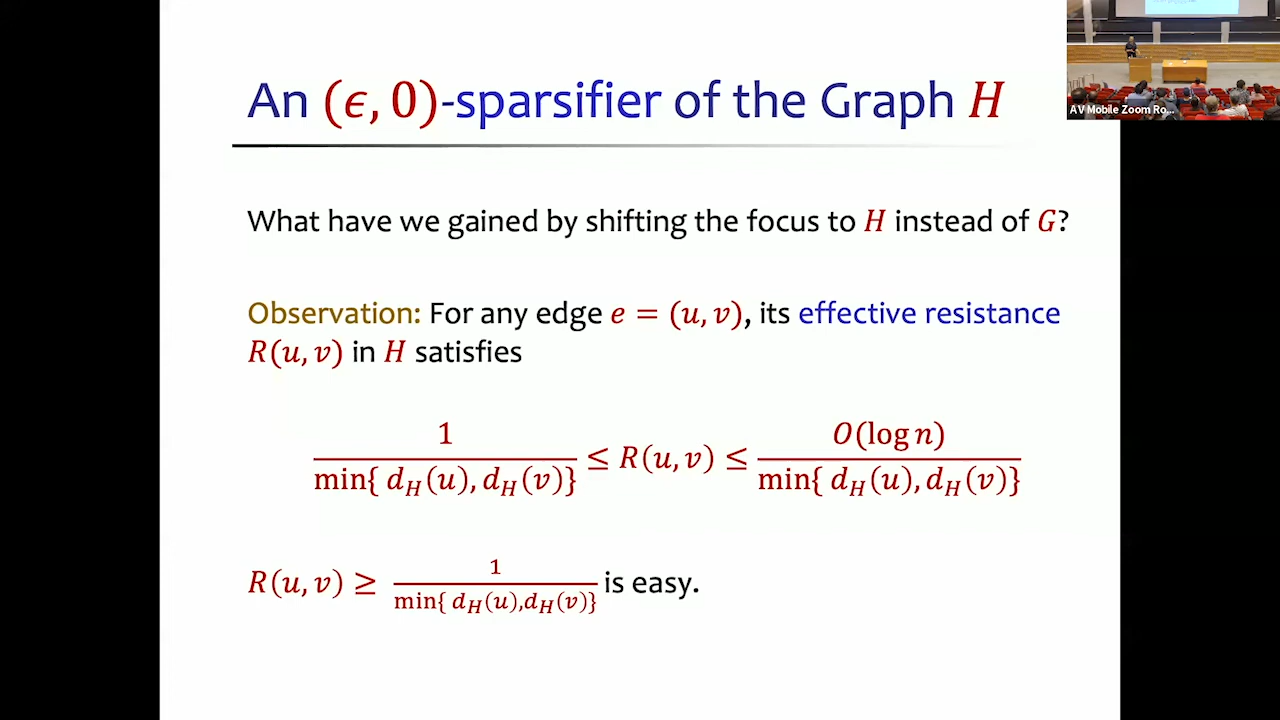 An (ϵ, 0)-sparsifier of the Graph H
What have we gained by shifting the focus to H instead of G?
Observation: For any edge e = (u, v), its effective resistance
R(u, v) in H satisfies
1 / min{ d_H(u), d_H(v)} ≤ R(u, v) ≤ O(log n) / min{ d_H(u), d_H(v)}
R(u, v) ≥ 1 / min{ d_H(u),d_H(v)} is easy.
AV Mobile Zoom Ro...